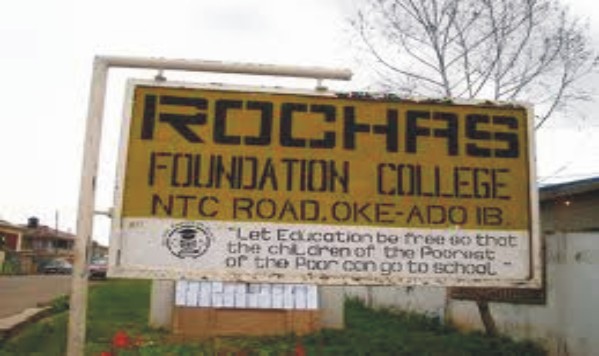 ROCHAS
FOUNDATION COLLEGE
NTC ROAD. OKE-ADO IB.
"Let Education be free so that
the children of the Poorest
of the Poor can go to school"